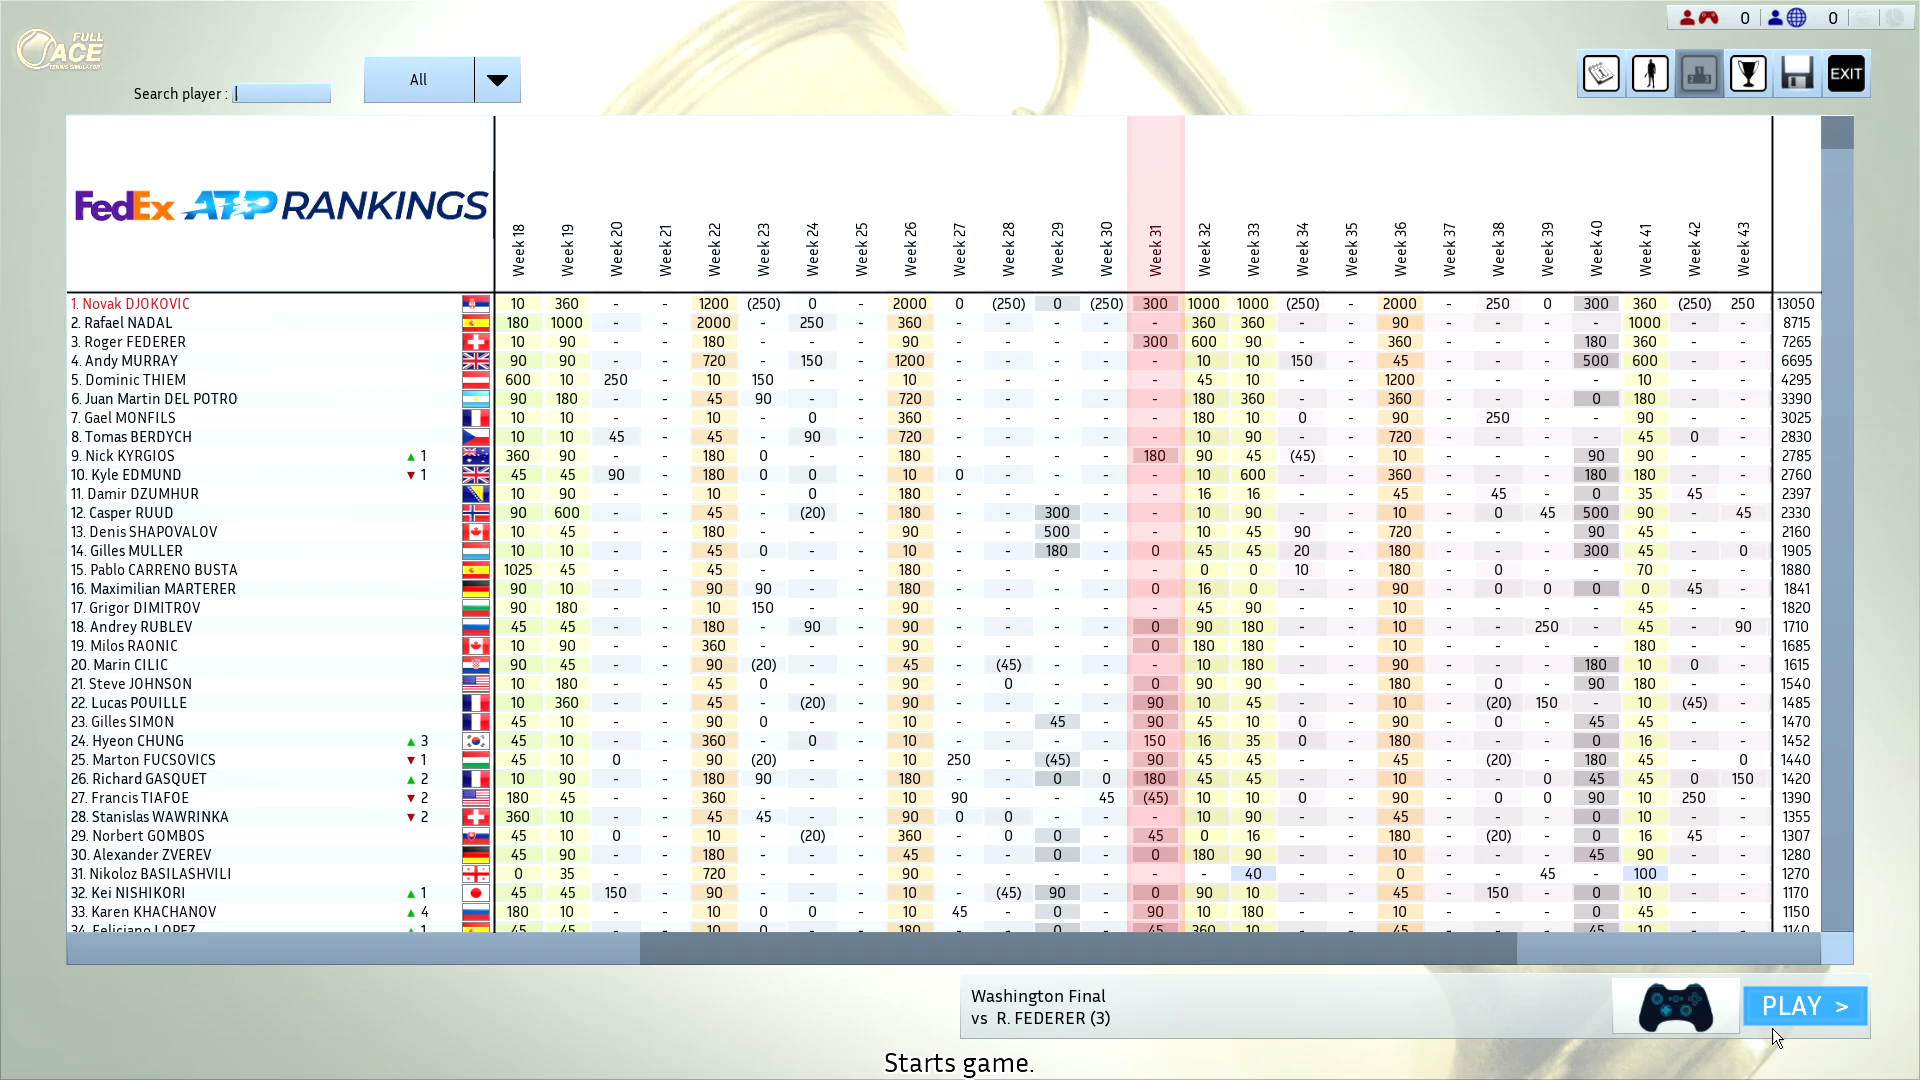 FULL
ACE
TENNIS SIMULATOR
0 0
Search player : All
EXIT
FedEx ATP RANKINGS
Week 18 Week 19 Week 20 Week 21 Week 22 Week 23 Week 24 Week 25 Week 26 Week 27 Week 28 Week 29 Week 30 Week 31 Week 32 Week 33 Week 34 Week 35 Week 36 Week 37 Week 38 Week 39 Week 40 Week 41 Week 42 Week 43
1. Novak DJOKOVIC 10 360 - - 1200 (250) 0 - 2000 0 (250) 0 (250) 300 1000 1000 (250) - 2000 - 250 0 300 360 (250) 250 13050
2. Rafael NADAL 180 1000 - - 2000 - 250 - 360 - - - - - 360 360 - - 90 - - - - 1000 - - 8715
3. Roger FEDERER 10 90 - - 180 - - - 90 - - - - 300 600 90 - - 360 - - - 180 360 - - 7265
4. Andy MURRAY 90 90 - - 720 - 150 - 1200 - - - - - 10 10 150 - 45 - - - 500 600 - - 6695
5. Dominic THIEM 600 10 250 - 10 150 - - 10 - - - - - 45 10 - - 1200 - - - - 10 - - 4295
6. Juan Martin DEL POTRO 90 180 - - 45 90 - - 720 - - - - - 180 360 - - 360 - - - 0 180 - - 3390
7. Gael MONFILS 10 10 - - 10 - 0 - 360 - - - - - 180 10 0 - 90 - 250 - - 90 - - 3025
8. Tomas BERDYCH 10 10 45 - 45 - 90 - 720 - - - - - 10 90 - - 720 - - - - 45 0 - 2830
9. Nick KYRGIOS 1 360 90 - - 180 0 - - 180 - - - - 180 90 45 (45) - 10 - - - 90 90 - - 2785
10. Kyle EDMUND 1 45 45 90 - 180 0 0 - 10 0 - - - - 10 600 - - 360 - - - 180 180 - - 2760
11. Damir DZUMHUR 10 90 - - 10 - 0 - 180 - - - - - 16 16 - - 45 - 45 - 0 35 45 - 2397
12. Casper RUUD 90 600 - - 45 - (20) - 180 - - 300 - - 10 90 - - 10 - 0 45 500 90 - 45 2330
13. Denis SHAPOVALOV 10 45 - - 180 - - - 90 - - 500 - - 10 45 90 - 720 - - - 90 45 - - 2160
14. Gilles MULLER 10 10 - - 45 0 - - 10 - - 180 - 0 45 45 20 - 180 - - - 300 45 - 0 1905
15. Pablo CARRENO BUSTA 1025 45 - - 45 - - - 180 - - - - - 0 0 10 - 180 - 0 - - 70 - - 1880
16. Maximilian MARTERER 90 10 - - 90 90 - - 180 - - - - 0 16 0 - - 90 - 0 0 0 0 45 - 1841
17. Grigor DIMITROV 90 180 - - 10 150 - - 90 - - - - - 45 90 - - 10 - - - - 45 - - 1820
18. Andrey RUBLEV 45 45 - - 180 - 90 - 90 - - - - 0 90 180 - - 10 - - 250 - 45 - 90 1710
19. Milos RAONIC 10 90 - - 360 - - - 90 - - - - 0 180 180 - - 10 - - - - 180 - - 1685
20. Marin CILIC 90 45 - - 90 (20) - - 45 - (45) - - - 10 180 - - 90 - - - 180 10 0 - 1615
21. Steve JOHNSON 10 180 - - 45 0 - - 90 - 0 - - 0 90 90 - - 180 - 0 - 90 180 - - 1540
22. Lucas POUILLE 10 360 - - 45 - (20) - 90 - - - - 90 10 45 - - 10 - (20) 150 - 10 (45) - 1485
23. Gilles SIMON 45 10 - - 90 0 - - 10 - - 45 - 90 45 10 0 - 90 - 0 - 45 45 - - 1470
24. Hyeon CHUNG 3 45 10 - - 360 - 0 - 10 - - - - 150 16 35 0 - 180 - - - 0 16 - - 1452
25. Marton FUCSOVICS 1 45 10 0 - 90 (20) - - 10 250 - (45) - 90 45 45 - - 45 - (20) - 180 45 - 0 1440
26. Richard GASQUET 2 10 90 - - 180 90 - - 180 - - 0 0 180 45 45 - - 10 - - 0 45 45 0 150 1420
27. Francis TIAFOE 2 180 45 - - 360 - - - 10 90 - - 45 (45) 10 10 0 - 90 - 0 0 90 10 250 - 1390
28. Stanislas WAWRINKA 2 360 10 - - 45 45 - - 90 0 0 - - - 10 90 - - 45 - - - 0 10 - - 1355
29. Norbert GOMBOS 45 10 0 - 10 - (20) - 360 - 0 0 - 45 0 16 - - 180 - (20) - 0 16 45 - 1307
30. Alexander ZVEREV 45 90 - - 180 - - - 45 - - 0 - 0 180 90 - - 10 - - - 45 90 - - 1280
31. Nikoloz BASILASHVILI 0 35 - - 720 - - - 90 - - - - - - 40 - - 0 - - 45 - 100 - - 1270
32. Kei NISHIKORI 1 45 45 150 - 90 - - - 10 - (45) 90 - 0 90 10 - - 45 - 150 - 0 10 - - 1170
33. Karen KHACHANOV 4 180 10 - - 10 0 0 - 10 45 - 0 - 90 10 180 - - 10 - - - 0 45 - - 1150
34. Feliciano LOPEZ 1 45 45 - - 10 0 - - 180 - - 0 - 45 360 10 - - 45 - - - 45 10 - - 1140
Washington Final
vs R. FEDERER (3)
PLAY >
Starts game.